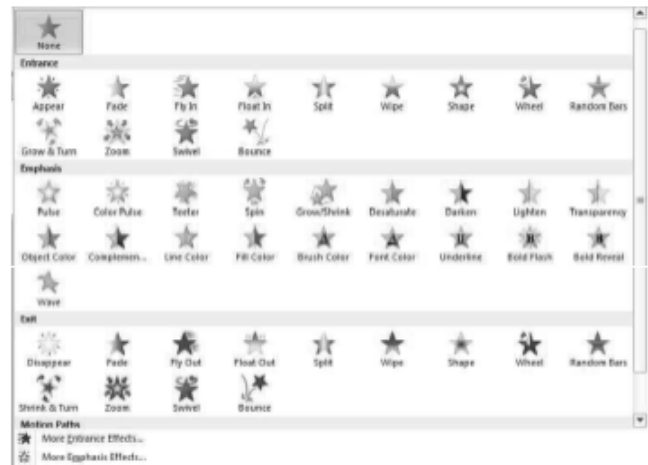 None
Entrance
Appear Fade Fly In Float In Split Wipe Shape Wheel Random Bars
Grow & Turn Zoom Swivel Bounce
Emphasis
Pulse Color Pulse Teeter Spin Grow/Shrink Desaturate Darken Lighten Transparency
Object Color Complemen... Line Color Fill Color Brush Color Font Color Underline Bold Flash Bold Reveal
Wave
Exit
Disappear Fade Fly Out Float Out Split Wipe Shape Wheel Random Bars
Shrink & Turn Zoom Swivel Bounce
Motion Paths
More Entrance Effects...
More Emphasis Effects...